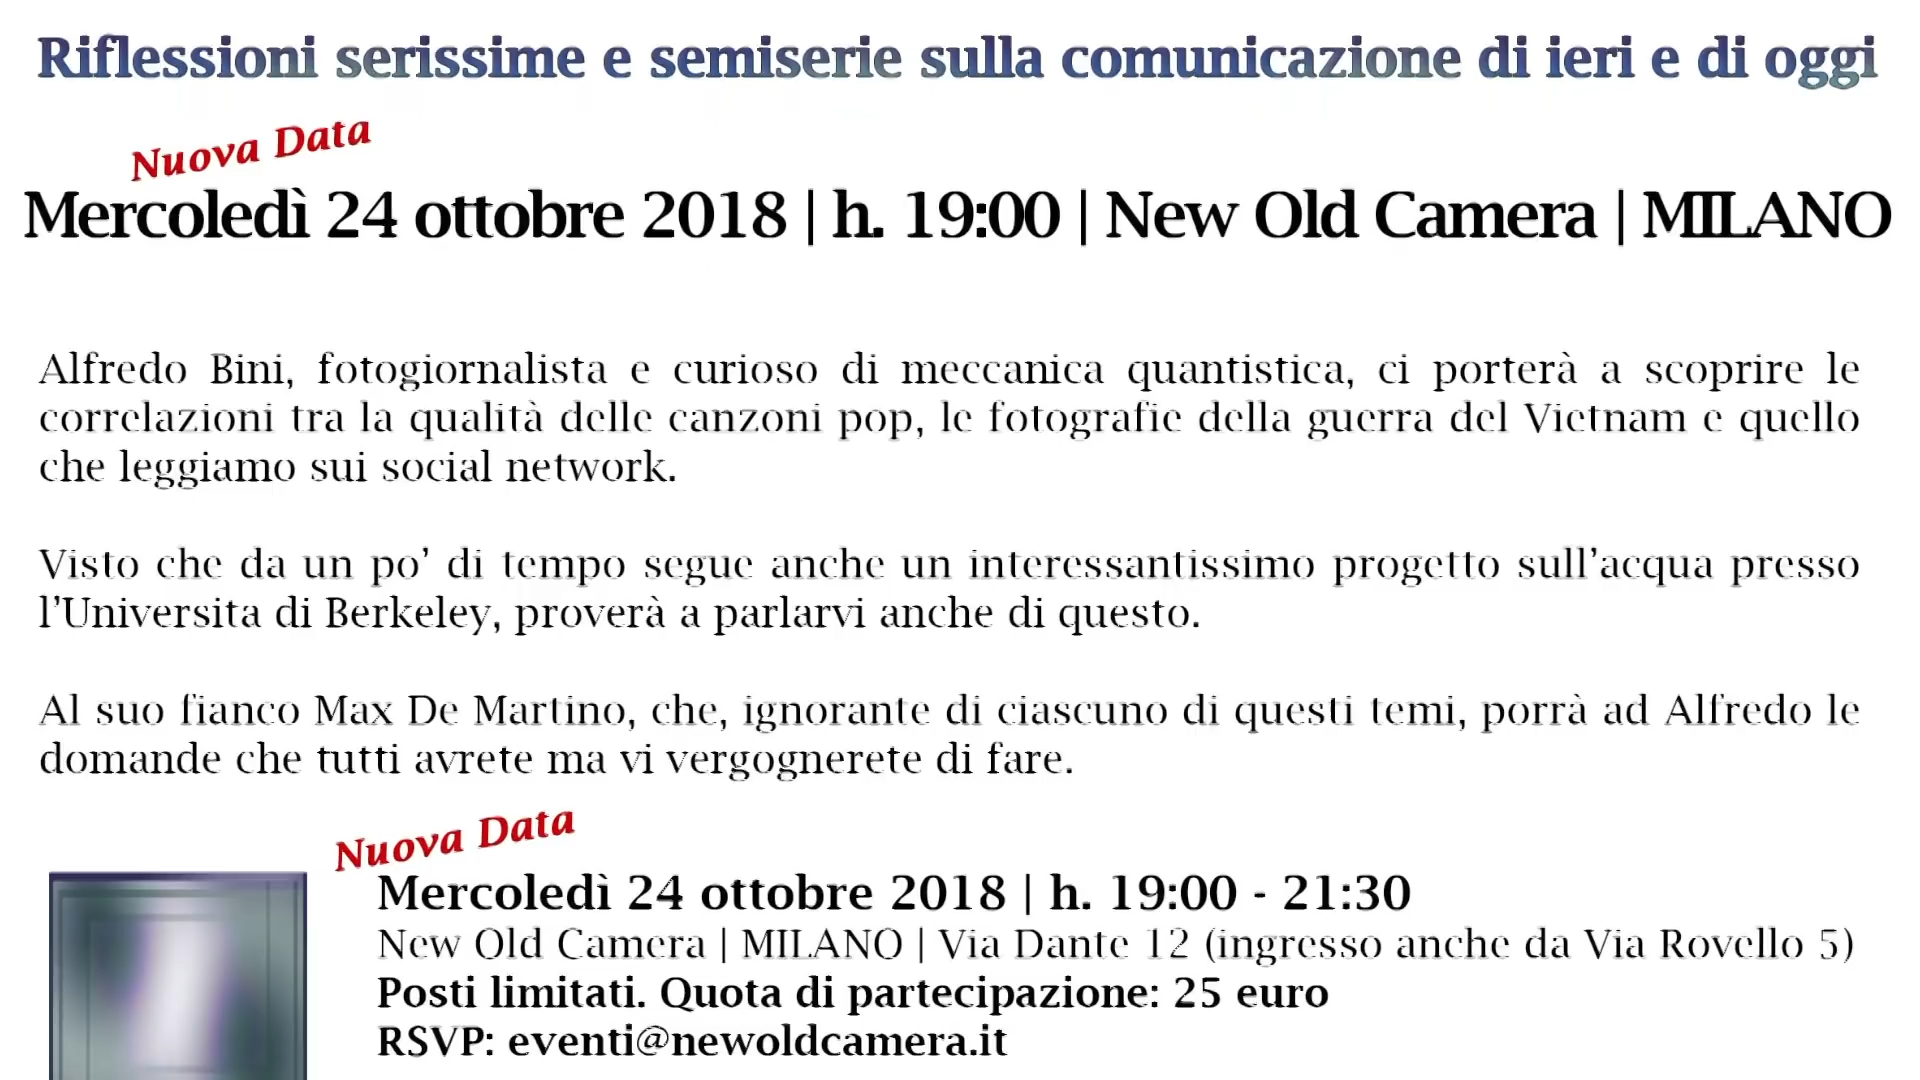 Riflessioni serissime e semiserie sulla comunicazione di ieri e di oggi
Nuova Data
Mercoledì 24 ottobre 2018 | h. 19:00 | New Old Camera | MILANO
Alfredo Bini, fotogiornalista e curioso di meccanica quantistica, ci porterà a scoprire le
correlazioni tra la qualità delle canzoni pop, le fotografie della guerra del Vietnam e quello
che leggiamo sui social network.
Visto che da un po’ di tempo segue anche un interessantissimo progetto sull’acqua presso
l’Universita di Berkeley, proverà a parlarvi anche di questo.
Al suo fianco Max De Martino, che, ignorante di ciascuno di questi temi, porrà ad Alfredo le
domande che tutti avrete ma vi vergognerete di fare.
Nuova Data
Mercoledì 24 ottobre 2018 | h. 19:00 - 21:30
New Old Camera | MILANO | Via Dante 12 (ingresso anche da Via Rovello 5)
Posti limitati. Quota di partecipazione: 25 euro
RSVP: eventi@newoldcamera.it